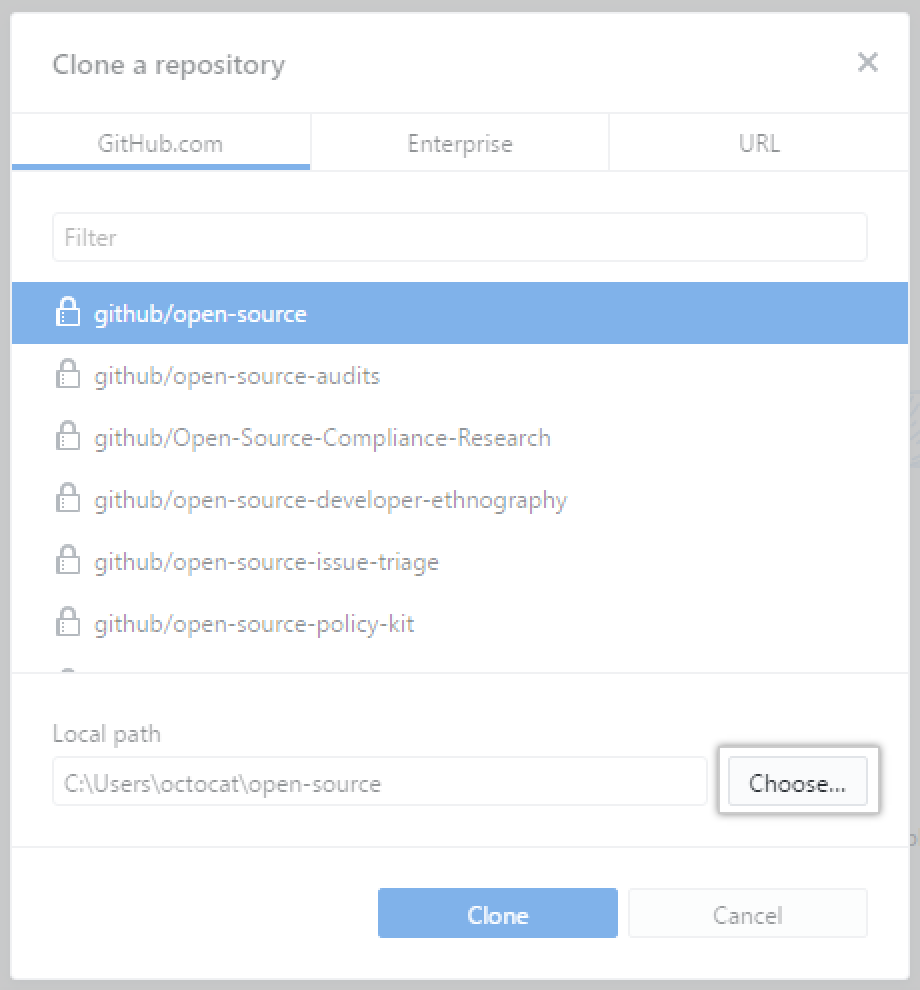 Clone a repository
GitHub.com
Enterprise
URL
Filter
github/open-source
github/open-source-audits
github/Open-Source-Compliance-Research
github/open-source-developer-ethnography
github/open-source-issue-triage
github/open-source-policy-kit
Local path
C:\Users\octocat\open-source
Choose...
Clone
Cancel